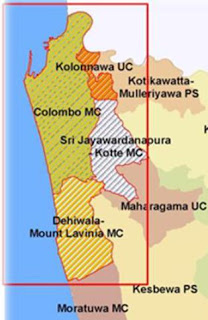 Kolonnawa UC
Kotikawatta-
Mulleriyawa PS
Colombo MC
Sri Jayawardanapura
- Kotte MC
Dehiwala-
Mount Lavinia MC
Maharagama UC
Kesbewa PS
Moratuwa MC